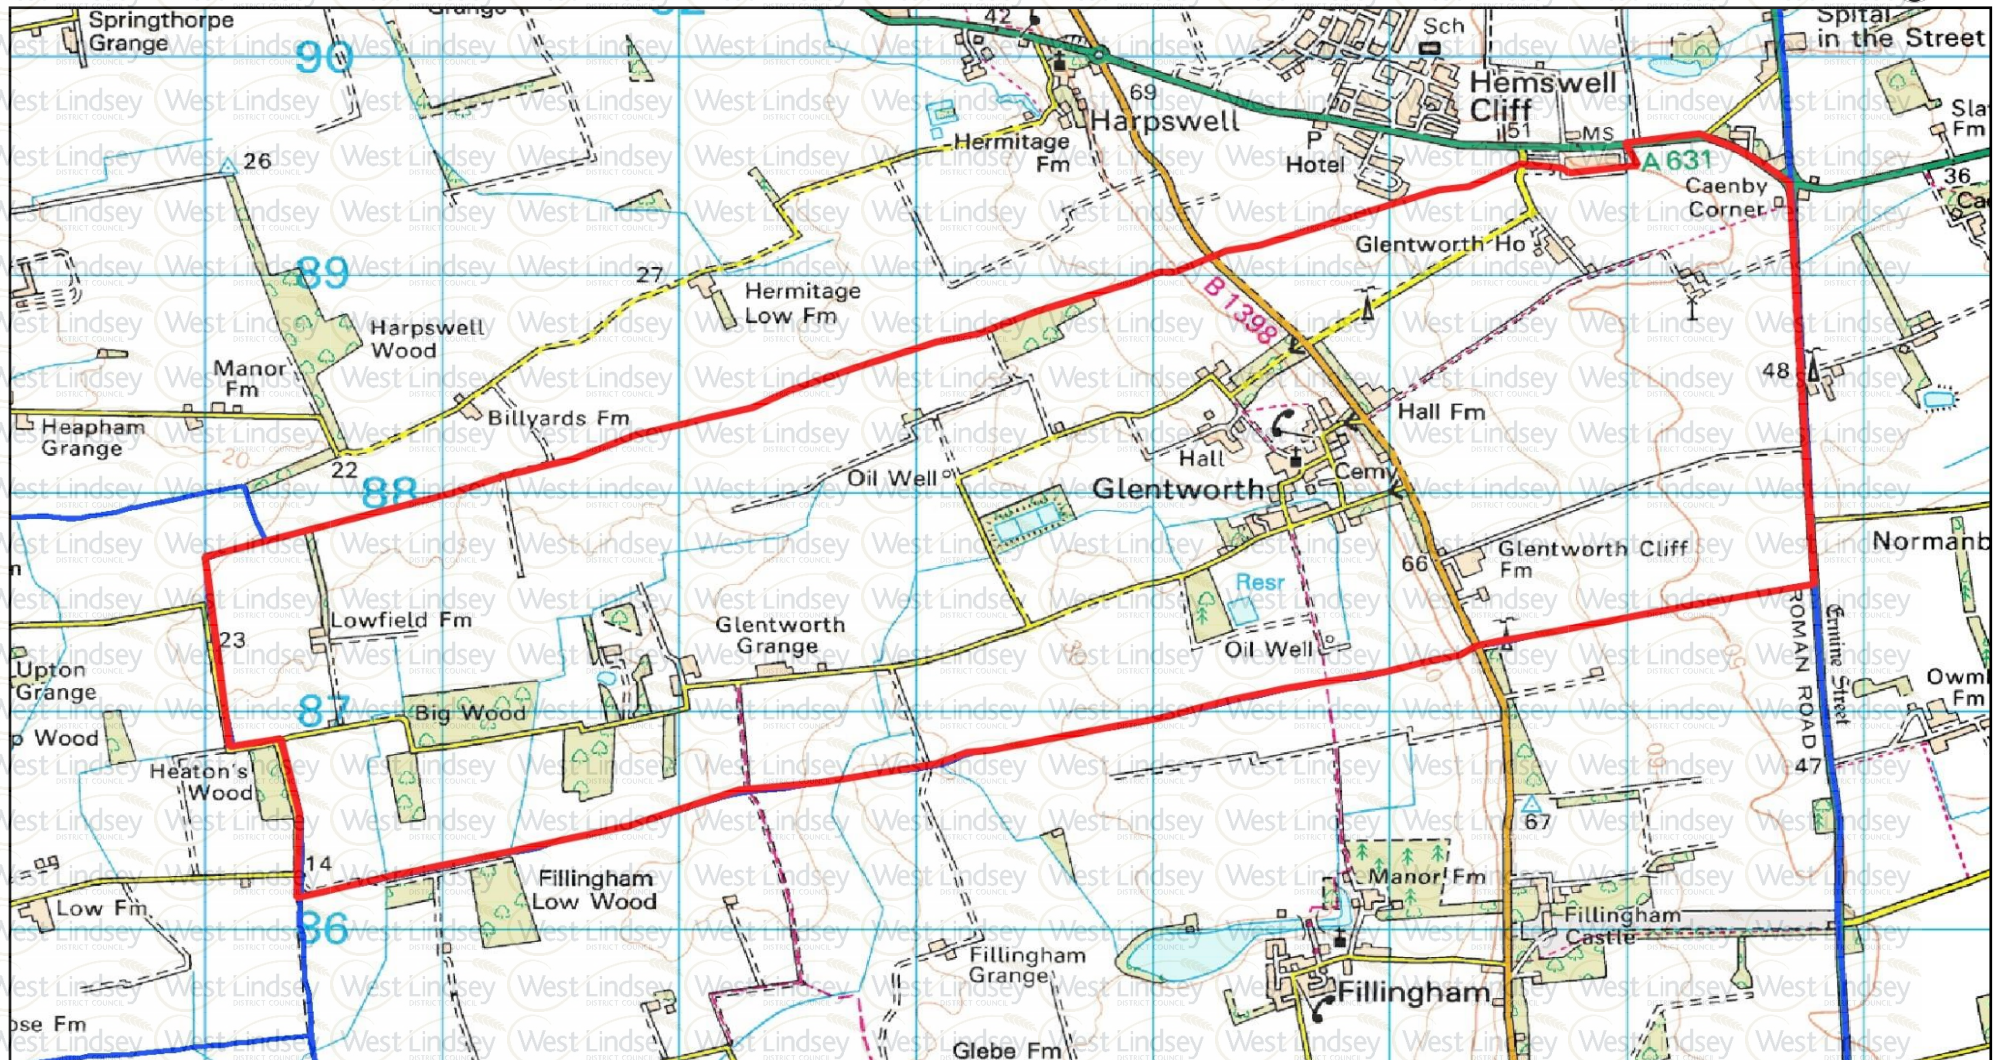 Springthorpe
Grange
90
42
Sch
Spital
in the Street
26
69
Harpswell
Hemswell
Cliff
Hermitage
Fm
P
Hotel
51
MS
A 631
Caenby
Corner
36
Fm
89
27
Hermitage
Low Fm
Glentworth Ho
B 1398
Harpswell
Wood
Manor
Fm
48
Heapham
Grange
Billyards Fm
Hall Fm
20
22
88
Oil Well
Hall
Cemy
Glentworth
Glentworth Cliff
Fm
66
Resr
Lowfield Fm
23
Glentworth
Grange
Oil Well
ROMAN ROAD
Ermine Street
Upton
Grange
87
Big Wood
Fm
Wood
Heaton's
Wood
47
67
14
Fillingham
Low Wood
Manor Fm
Low Fm
86
Fillingham
Castle
Fillingham
Grange
Fillingham
Glebe Fm
West Lindsey
DISTRICT COUNCIL